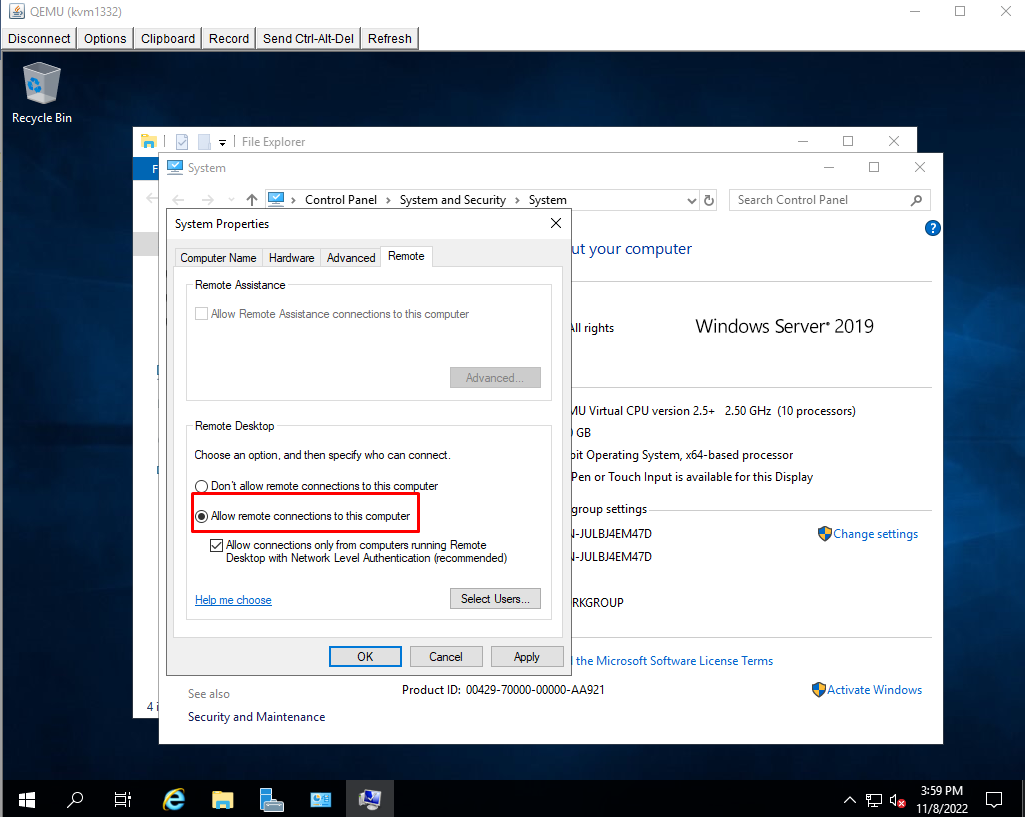 QEMU (kvm1332)
Disconnect Options Clipboard Record Send Ctrl-Alt-Del Refresh
Recycle Bin
File Explorer
F
System
Control Panel > System and Security > System
Search Control Panel
?
System Properties
Computer Name Hardware Advanced Remote
Remote Assistance
Allow Remote Assistance connections to this computer
Advanced...
Remote Desktop
Choose an option, and then specify who can connect.
Don't allow remote connections to this computer
Allow remote connections to this computer
Allow connections only from computers running Remote
Desktop with Network Level Authentication (recommended)
Help me choose
Select Users...
OK Cancel Apply
ut your computer
All rights
Windows Server® 2019
MU Virtual CPU version 2.5+ 2.50 GHz (10 processors)
GB
bit Operating System, x64-based processor
Pen or Touch Input is available for this Display
group settings
N-JULBJ4EM47D
Change settings
N-JULBJ4EM47D
RKGROUP
the Microsoft Software License Terms
Product ID: 00429-70000-00000-AA921
Activate Windows
See also
Security and Maintenance
4 i
3:59 PM
11/8/2022